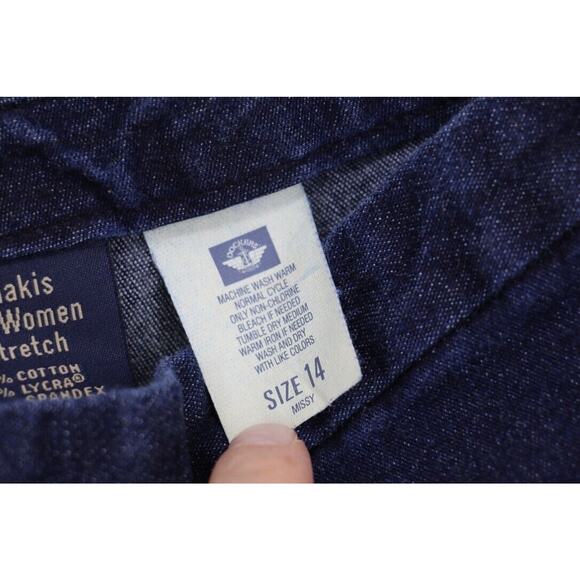 akis
Women
tretch
% COTTON
% LYCRA®
SPANDEX
DOCKERS
MACHINE WASH WARM
NORMAL CYCLE
ONLY NON-CHLORINE
BLEACH IF NEEDED
TUMBLE DRY MEDIUM
WARM IRON IF NEEDED
WASH AND DRY
WITH LIKE COLORS
SIZE 14
MISSY